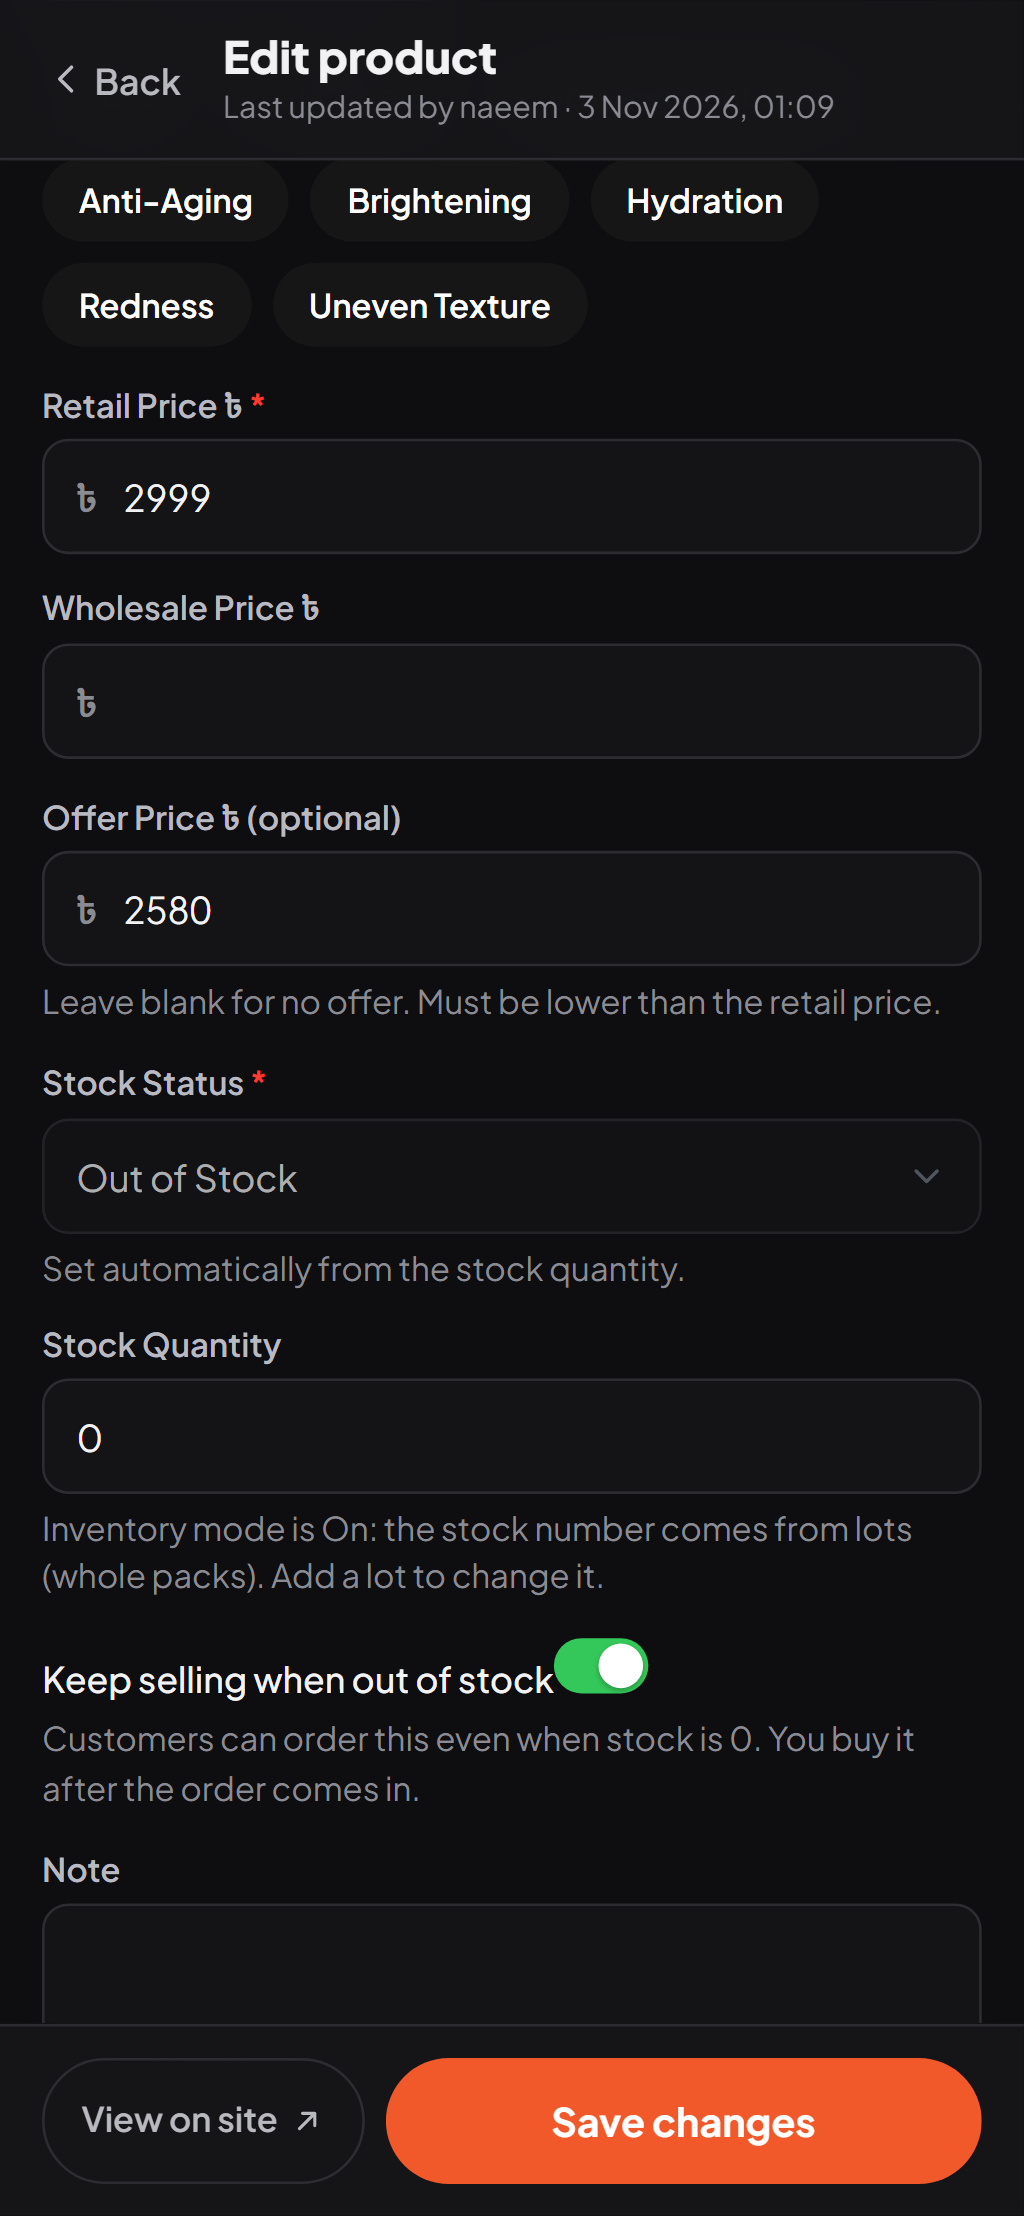 Back
Edit product
Last updated by naeem · 3 Nov 2026, 01:09
Anti-Aging Brightening Hydration
Redness Uneven Texture
Retail Price ৳ *
৳ 2999
Wholesale Price ৳
৳
Offer Price ৳ (optional)
৳ 2580
Leave blank for no offer. Must be lower than the retail price.
Stock Status *
Out of Stock
Set automatically from the stock quantity.
Stock Quantity
0
Inventory mode is On: the stock number comes from lots
(whole packs). Add a lot to change it.
Keep selling when out of stock
Customers can order this even when stock is 0. You buy it
after the order comes in.
Note
View on site ↗
Save changes